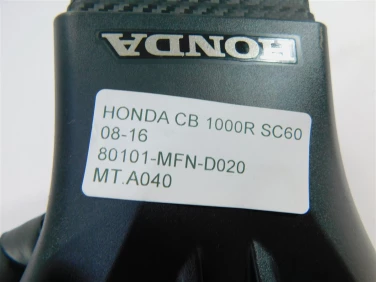 HONDA
HONDA CB 1000R SC60
08-16
80101-MFN-D020
MT.A040